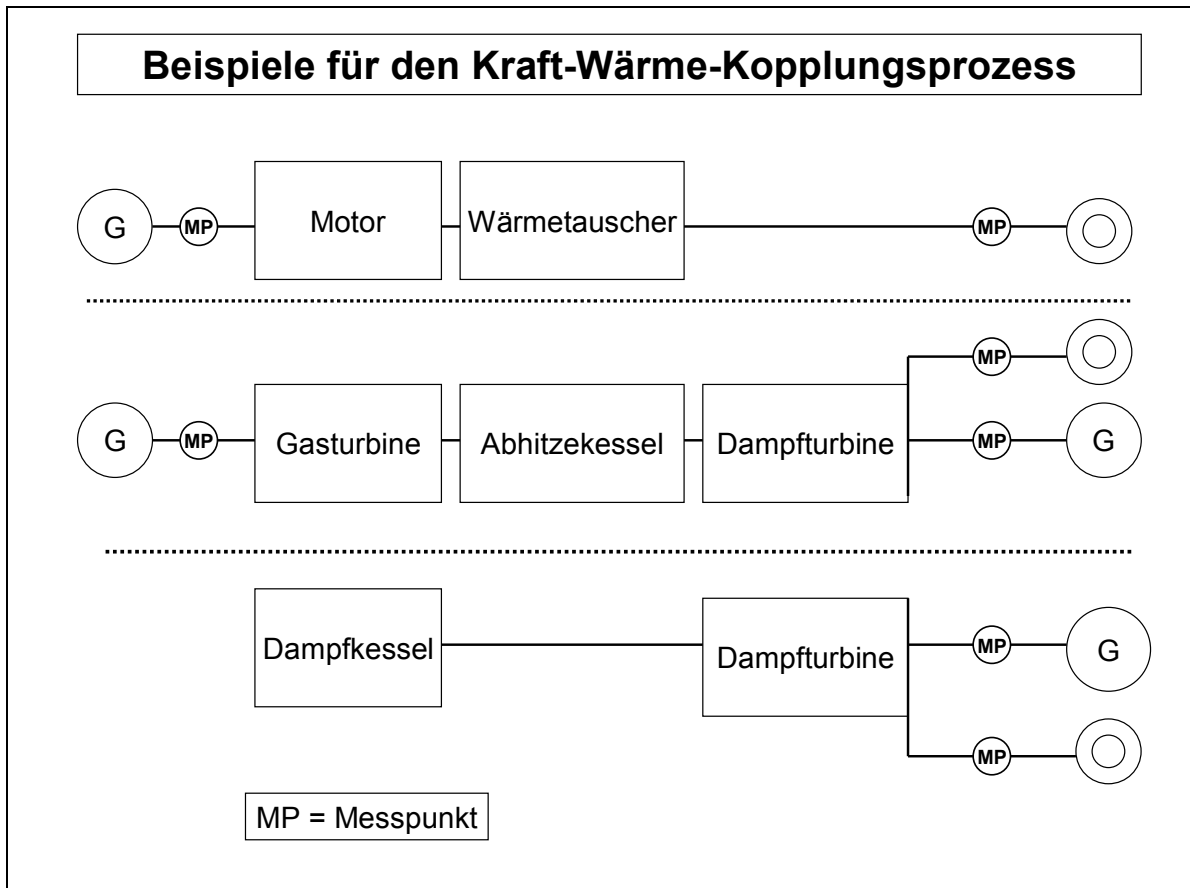 Beispiele für den Kraft-Wärme-Kopplungsprozess
G MP Motor Wärmetauscher MP
MP
G MP Gasturbine Abhitzekessel Dampfturbine MP G
Dampfkessel Dampfturbine MP G
MP
MP = Messpunkt